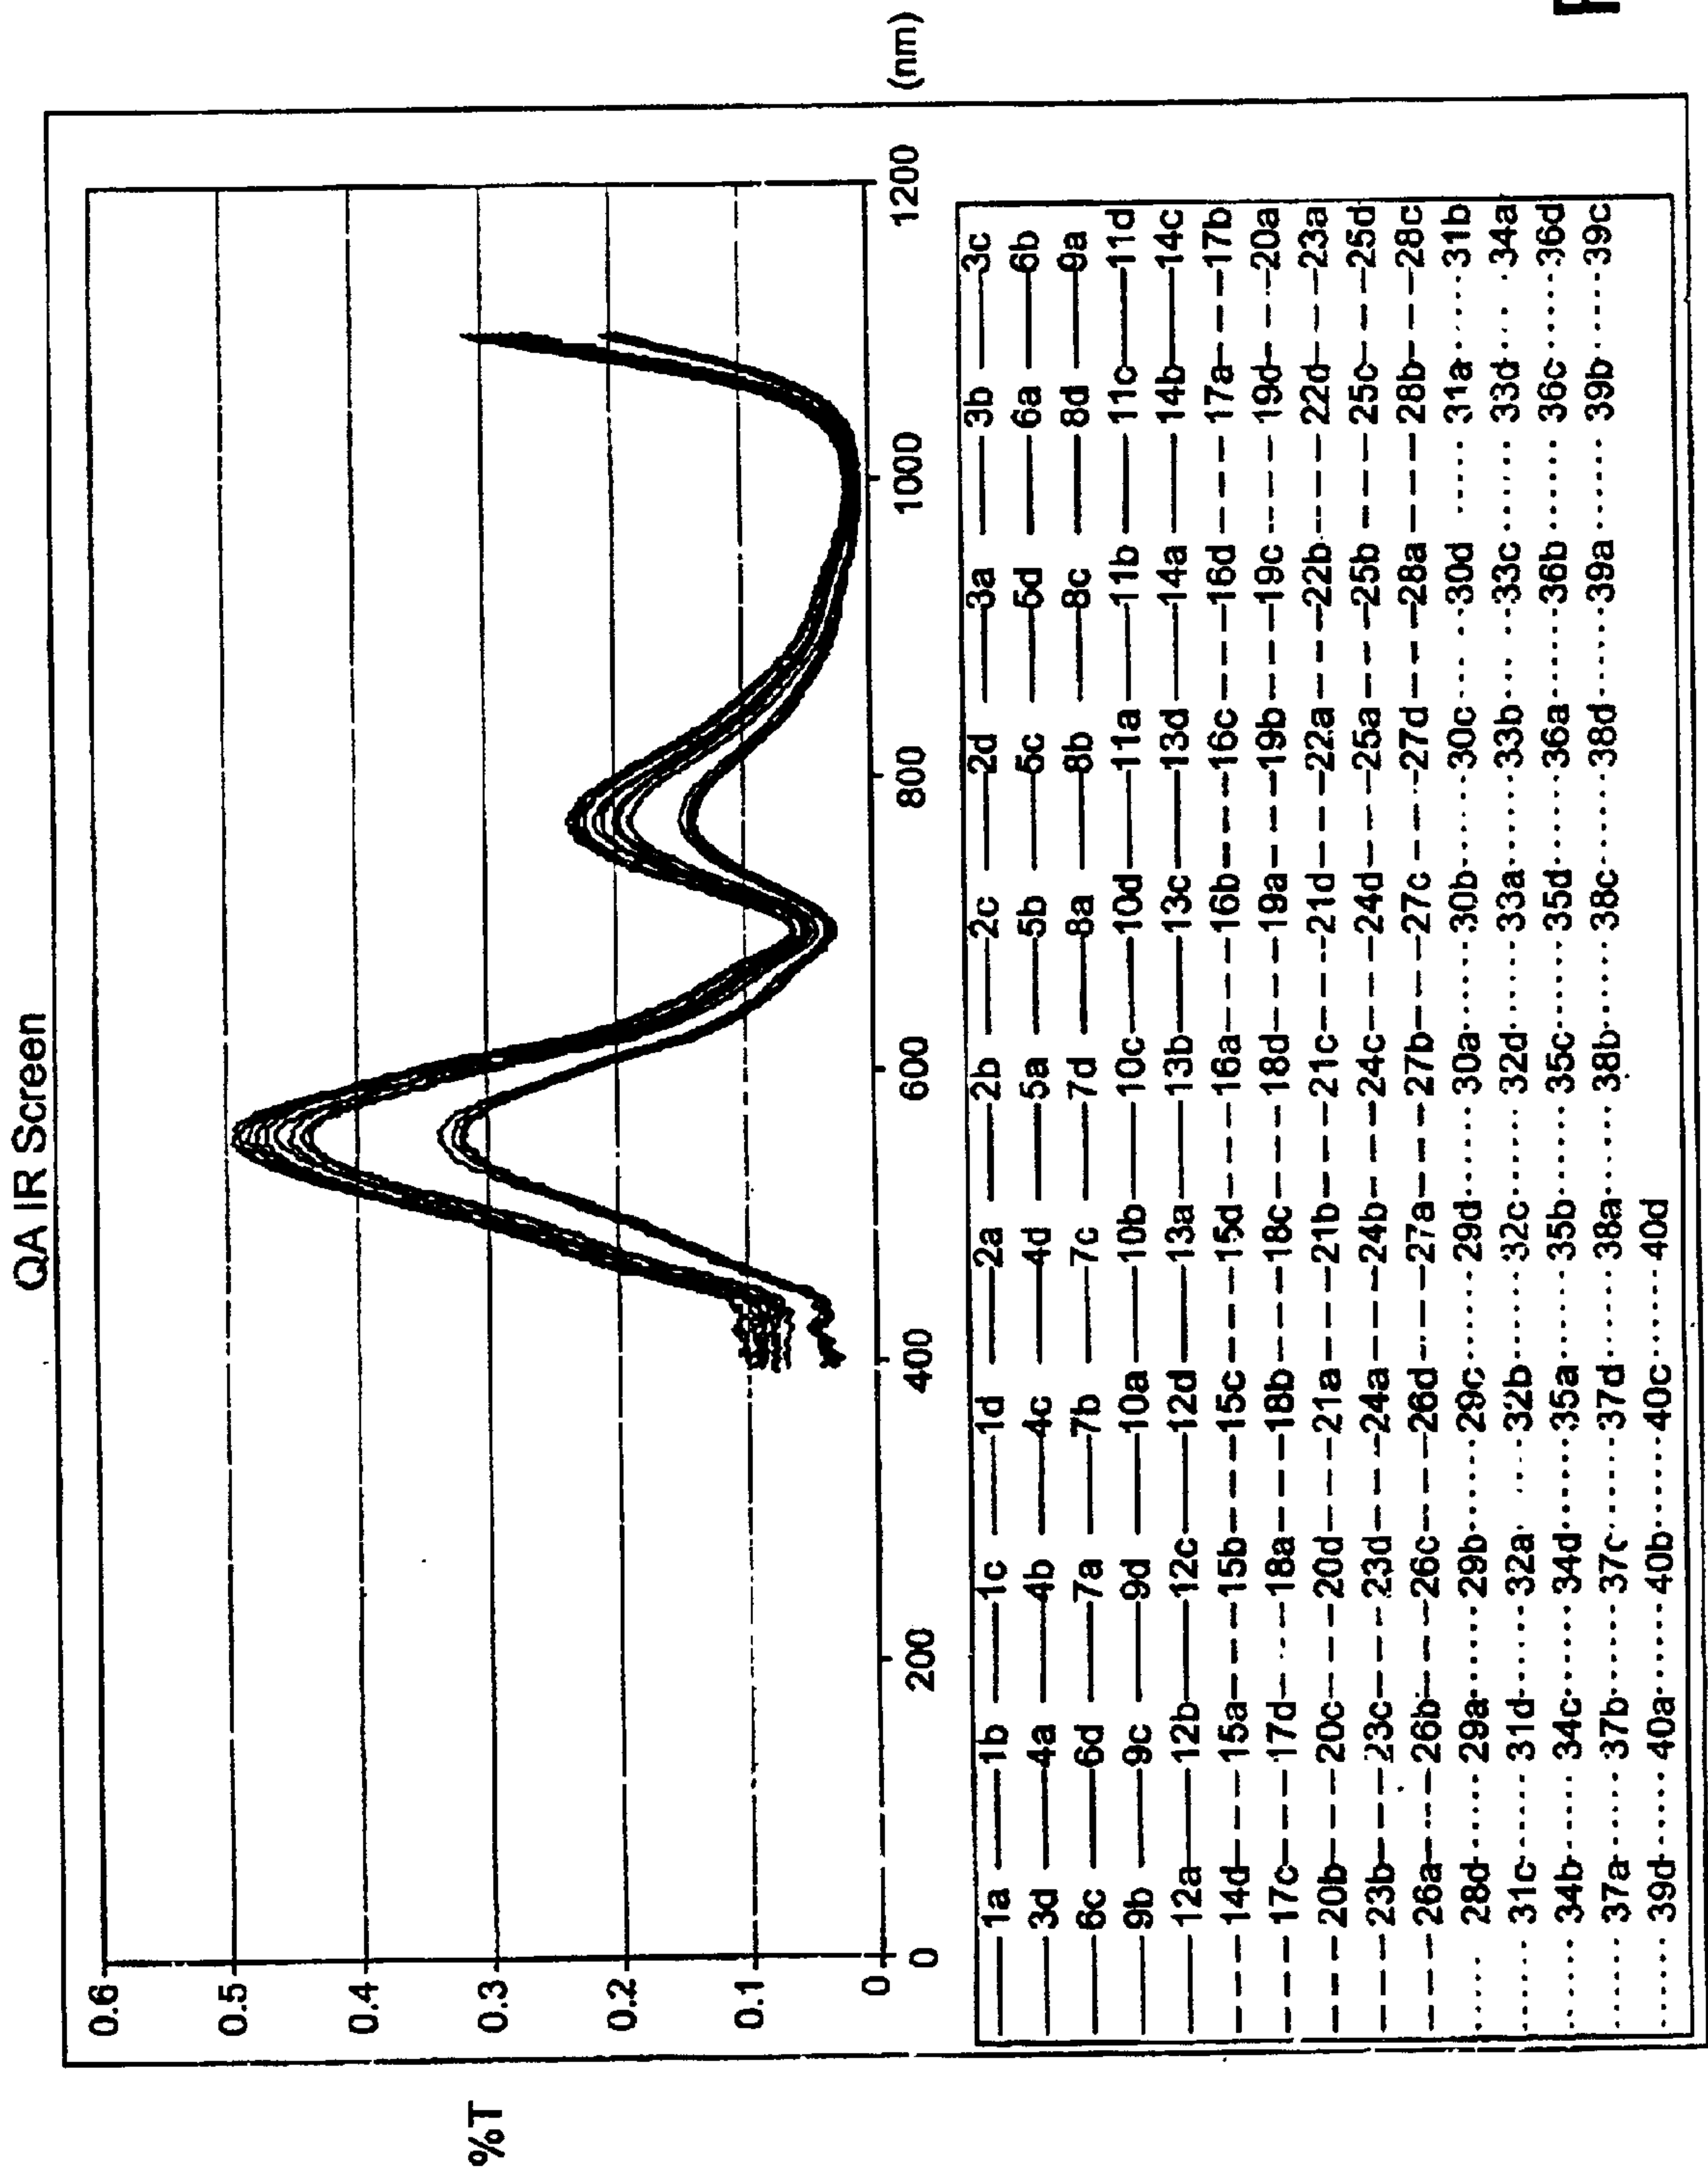 QA IR Screen
%T
0.6
0.5
0.4
0.3
0.2
0.1
0
0 200 400 600 800 1000 1200 (nm)
1a 1b 1c 1d 2a 2b 2c 2d 3a 3b 3c
3d 4a 4b 4c 4d 5a 5b 5c 5d 6a 6b
6c 6d 7a 7b 7c 7d 8a 8b 8c 8d 9a
9b 9c 9d 10a 10b 10c 10d 11a 11b 11c 11d
12a 12b 12c 12d 13a 13b 13c 13d 14a 14b 14c
14d 15a 15b 15c 15d 16a 16b 16c 16d 17a 17b
17c 17d 18a 18b 18c 18d 19a 19b 19c 19d 20a
20b 20c 20d 21a 21b 21c 21d 22a 22b 22d 23a
23b 23c 23d 24a 24b 24c 24d 25a 25b 25c 25d
26a 26b 26c 26d 27a 27b 27c 27d 28a 28b 28c
28d 29a 29b 29c 29d 30a 30b 30c 30d 31a 31b
31c 31d 32a 32b 32c 32d 33a 33b 33c 33d 34a
34b 34c 34d 35a 35b 35c 35d 36a 36b 36c 36d
37a 37b 37c 37d 38a 38b 38c 38d 39a 39b 39c
39d 40a 40b 40c 40d